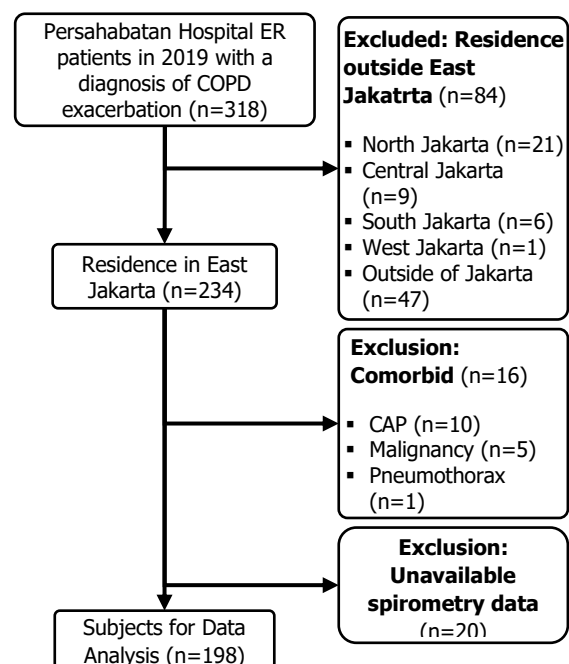 Persahabatan Hospital ER
patients in 2019 with a
diagnosis of COPD
exacerbation (n=318)
Excluded: Residence
outside East
Jakatrta (n=84)
▪ North Jakarta (n=21)
▪ Central Jakarta
(n=9)
▪ South Jakarta (n=6)
▪ West Jakarta (n=1)
▪ Outside of Jakarta
(n=47)
Residence in East
Jakarta (n=234)
Exclusion:
Comorbid (n=16)
▪ CAP (n=10)
▪ Malignancy (n=5)
▪ Pneumothorax
(n=1)
Exclusion:
Unavailable
spirometry data
(n=20)
Subjects for Data
Analysis (n=198)